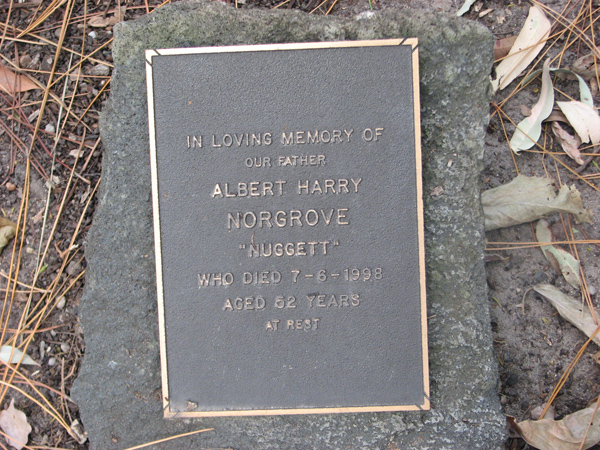 IN LOVING MEMORY OF
OUR FATHER
ALBERT HARRY
NORGROVE
"NUGGETT"
WHO DIED 7-6-1998
AGED 52 YEARS
AT REST